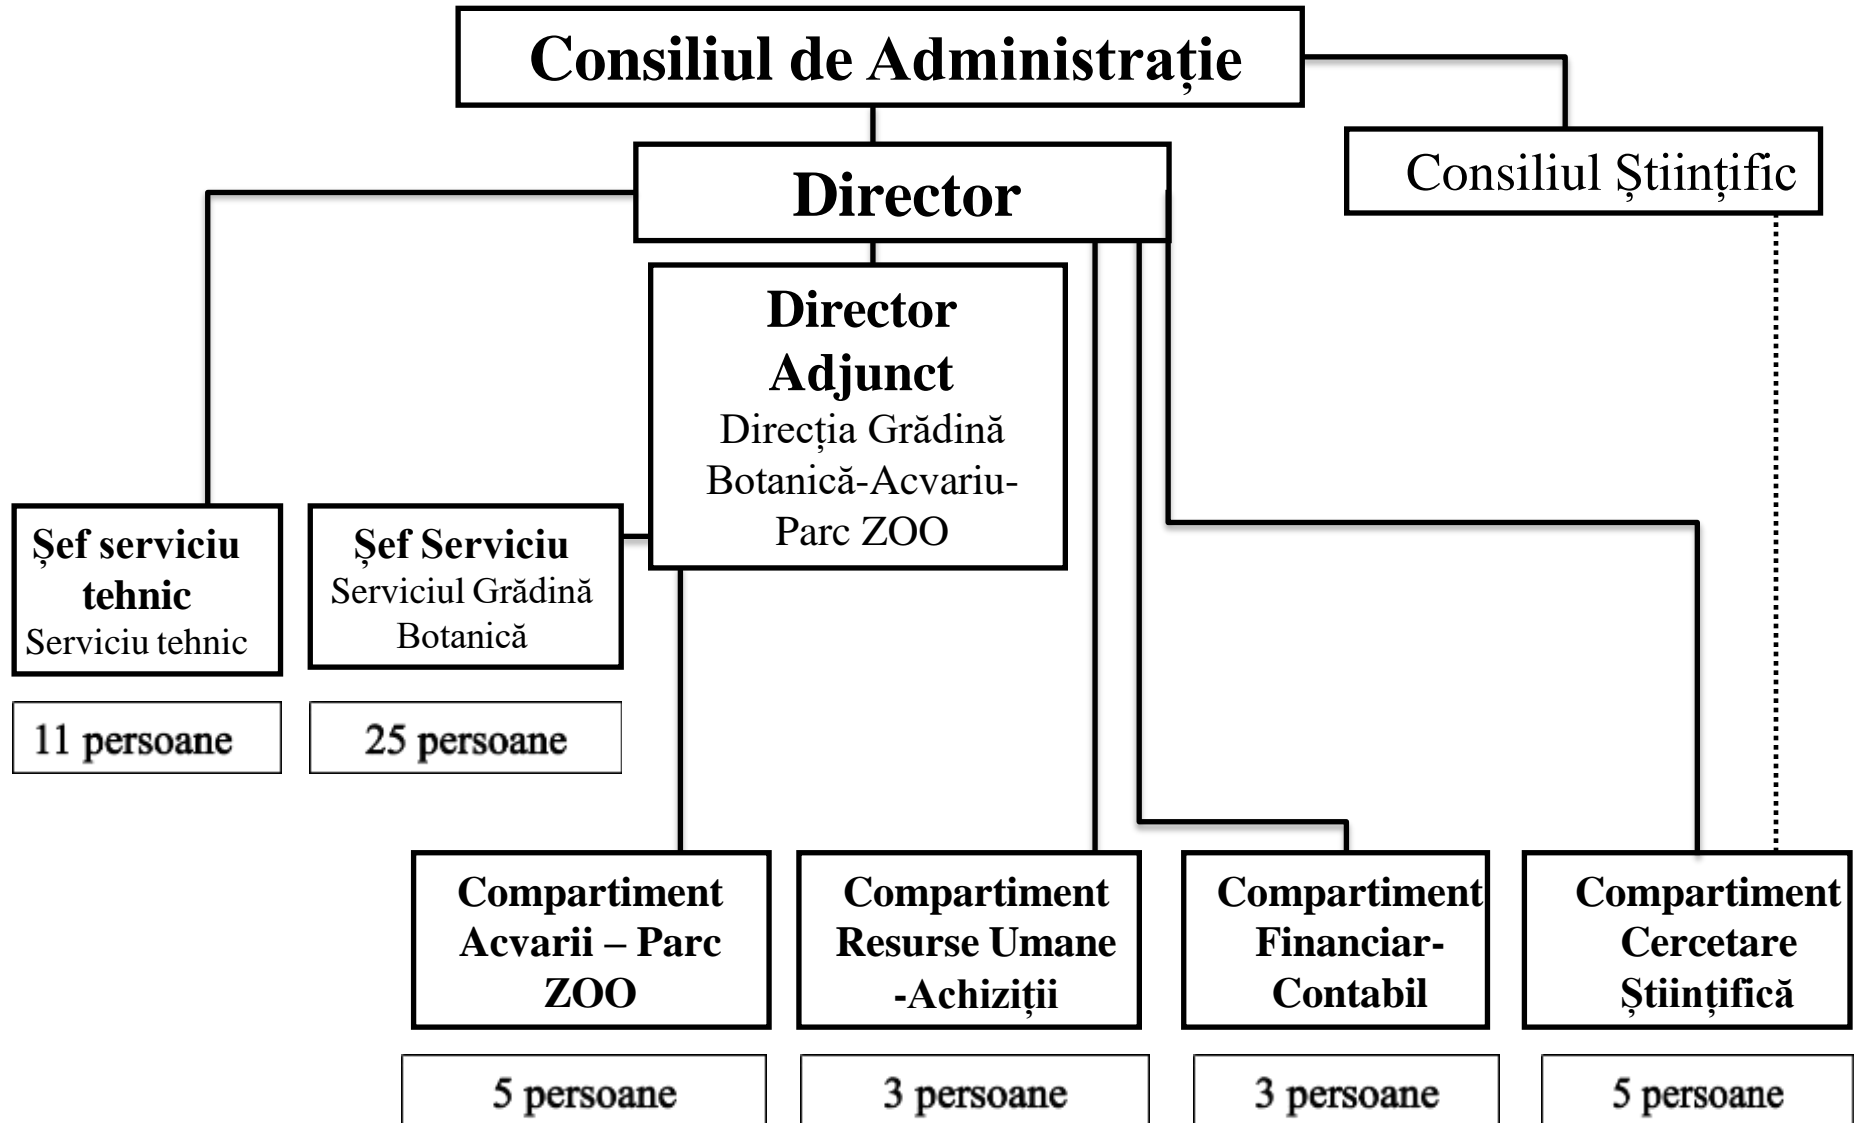 Consiliul de Administrație
Consiliul Științific
Director
Director
Adjunct
Direcția Grădină
Botanică-Acvariu-
Parc ZOO
Șef serviciu
tehnic
Serviciu tehnic
Șef Serviciu
Serviciul Grădină
Botanică
11 persoane
25 persoane
Compartiment
Acvarii – Parc
ZOO
Compartiment
Resurse Umane
-Achiziții
Compartiment
Financiar-
Contabil
Compartiment
Cercetare
Științifică
5 persoane
3 persoane
3 persoane
5 persoane